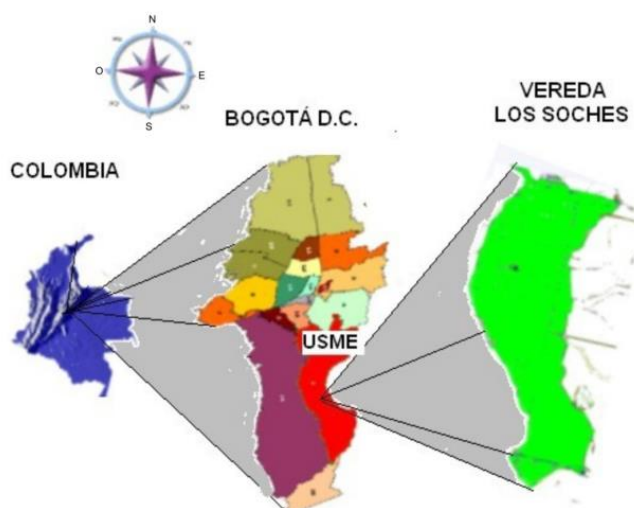 N
O
E
S
BOGOTÁ D.C.
VEREDA
LOS SOCHES
COLOMBIA
USME